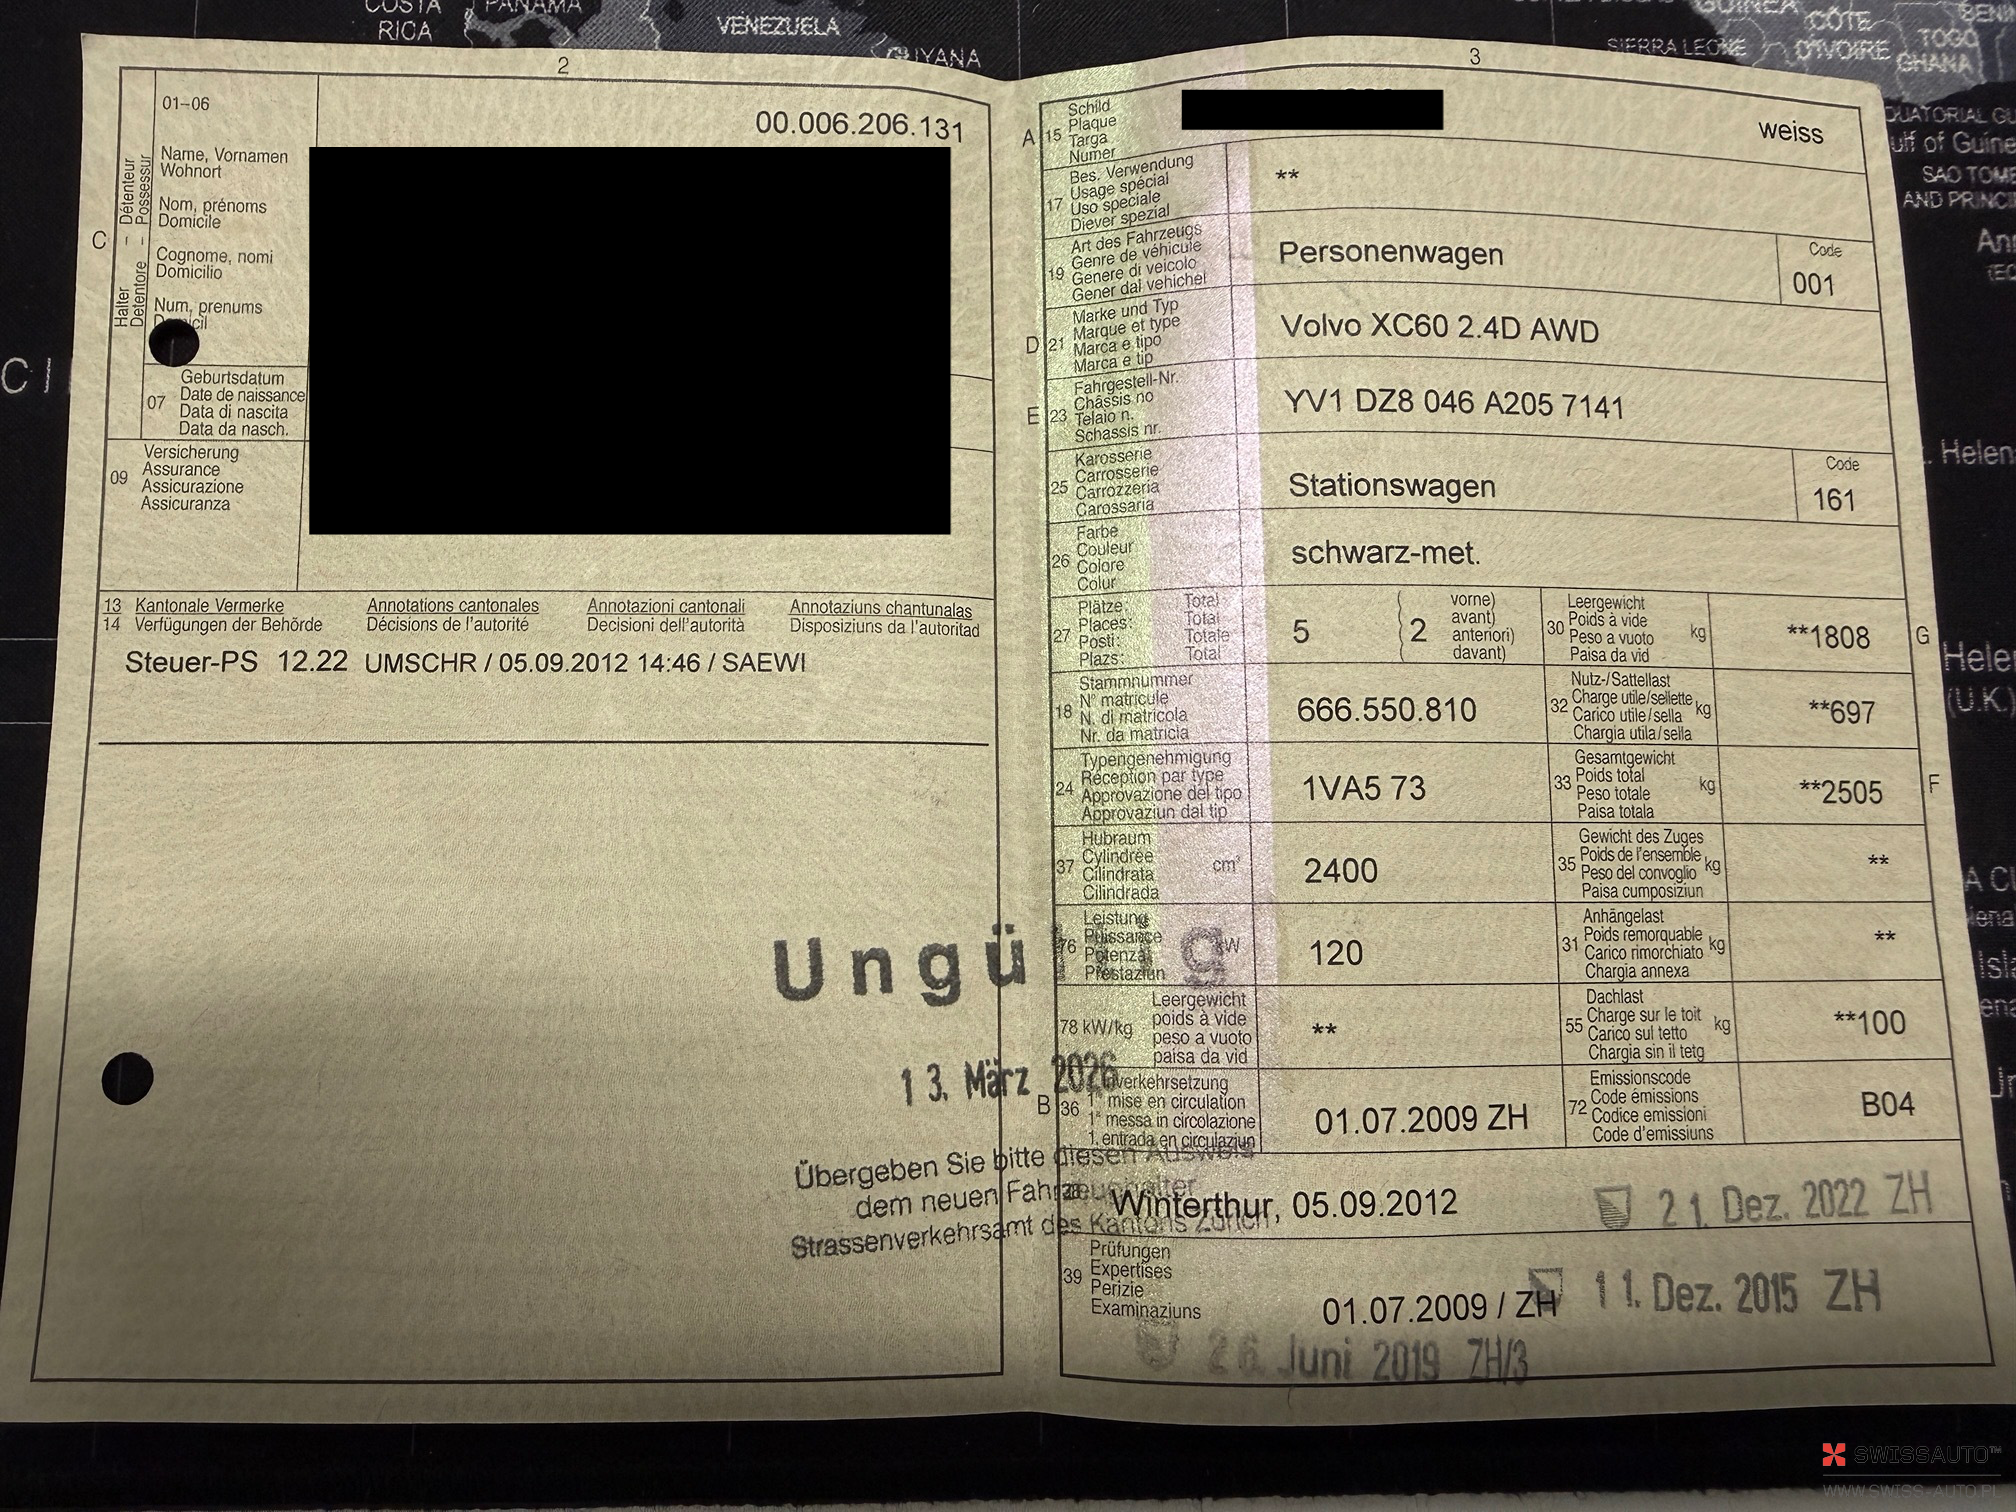 COSTA
RICA
PANAMA
VENEZUELA
GUYANA
SIERRA LEONE
CÔTE
D'IVOIRE
TOGO
GHANA
2
01–06
00.006.206.131
C
Halter – Détenteur
Detentore – Possessur
Name, Vornamen
Wohnort
Nom, prénoms
Domicile
Cognome, nomi
Domicilio
Num, prenums
07
Geburtsdatum
Date de naissance
Data di nascita
Data da nasch.
09
Versicherung
Assurance
Assicurazione
Assicuranza
13 Kantonale Vermerke Annotations cantonales Annotazioni cantonali Annotaziuns chantunalas
14 Verfügungen der Behörde Décisions de l'autorité Decisioni dell'autorità Disposiziuns da l'autoritad
Steuer-PS 12.22 UMSCHR / 05.09.2012 14:46 / SAEWI
Ungültig
13. März 2026
Übergeben Sie bitte diesen Ausweis
dem neuen Fahrzeughalter
Strassenverkehrsamt des Kantons Zürich
3
A 15
Schild
Plaque
Targa
Numer
weiss
17
Bes. Verwendung
Usage spécial
Uso speciale
Diever spezial
**
19
Art des Fahrzeugs
Genre de véhicule
Genere di veicolo
Gener dal vehichel
Personenwagen
Code
001
D 21
Marke und Typ
Marque et type
Marca e tipo
Marca e tip
Volvo XC60 2.4D AWD
E 23
Fahrgestell-Nr.
Châssis no
Telaio n.
Schassis nr.
YV1 DZ8 046 A205 7141
25
Karosserie
Carrosserie
Carrozzeria
Carossaria
Stationswagen
Code
161
26
Farbe
Couleur
Colore
Colur
schwarz-met.
27
Plätze: Total
Places: Total
Posti: Totale
Plazs: Total
5
2
vorne)
avant)
anteriori)
davant)
30
Leergewicht
Poids à vide
Peso a vuoto
Paisa da vid
kg
**1808
G
18
Stammnummer
N° matricule
N. di matricola
Nr. da matricla
666.550.810
32
Nutz-/Sattellast
Charge utile/sellette
Carico utile/sella
Chargia utila/sella
kg
**697
24
Typengenehmigung
Réception par type
Approvazione del tipo
Approvaziun dal tip
1VA5 73
33
Gesamtgewicht
Poids total
Peso totale
Paisa totala
kg
**2505
F
37
Hubraum
Cylindrée
Cilindrata
Cilindrada
cm³
2400
35
Gewicht des Zuges
Poids de l'ensemble
Peso del convoglio
Paisa cumposiziun
kg
**
76
Leistung
Puissance
Potenza
Prestaziun
kW
120
31
Anhängelast
Poids remorquable
Carico rimorchiato
Chargia annexa
kg
**
78 kW/kg
Leergewicht
poids à vide
peso a vuoto
paisa da vid
**
55
Dachlast
Charge sur le toit
Carico sul tetto
Chargia sin il tetg
kg
**100
B 36
verkehrsetzung
1re mise en circulation
1a messa in circolazione
1. entrada en circulaziun
01.07.2009 ZH
72
Emissionscode
Code émissions
Codice emissioni
Code d'emissiuns
B04
Winterthur, 05.09.2012
21. Dez. 2022 ZH
39
Prüfungen
Expertises
Perizie
Examinaziuns
01.07.2009 / ZH
11. Dez. 2015 ZH
26. Juni 2019 ZH/3
SWISSAUTO™
WWW.SWISS-AUTO.PL